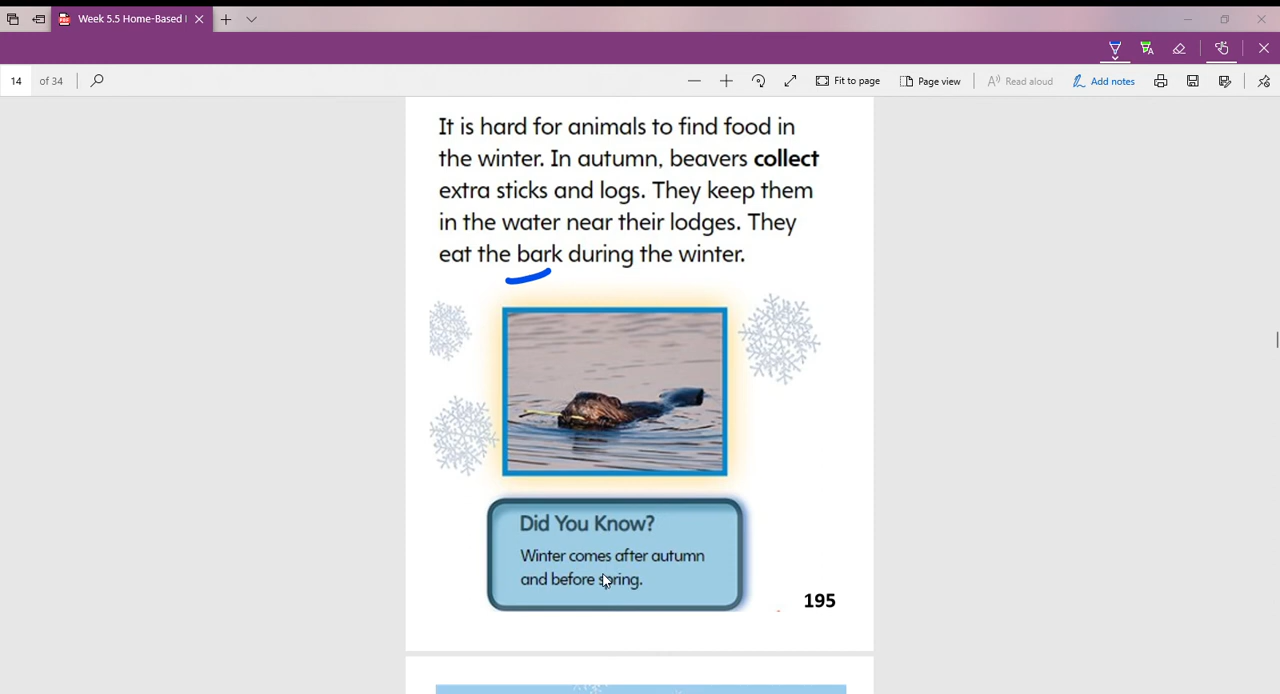 Week 5.5 Home-Based I
14 of 34
Fit to page
Page view
Read aloud
Add notes
It is hard for animals to find food in
the winter. In autumn, beavers collect
extra sticks and logs. They keep them
in the water near their lodges. They
eat the bark during the winter.
Did You Know?
Winter comes after autumn
and before spring.
195